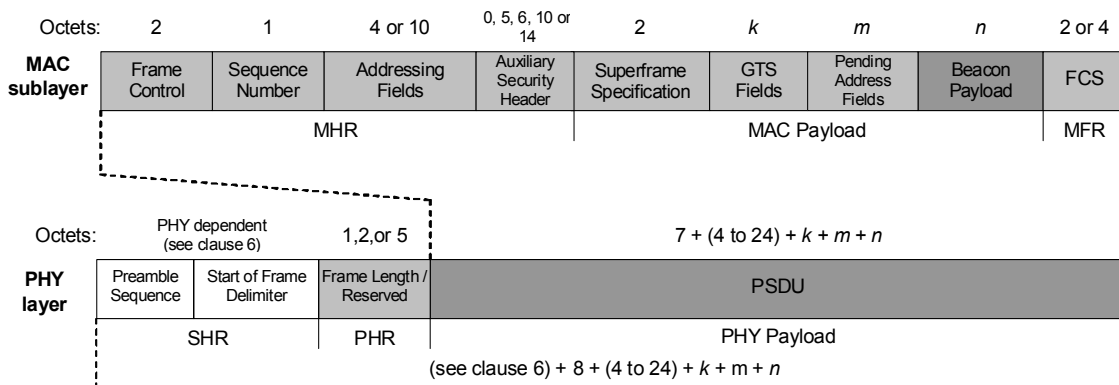 Octets: 2 1 4 or 10 0, 5, 6, 10 or 14 2 k m n 2 or 4
MAC sublayer
Frame Control
Sequence Number
Addressing Fields
Auxiliary Security Header
Superframe Specification
GTS Fields
Pending Address Fields
Beacon Payload
FCS
MHR MAC Payload MFR
Octets: PHY dependent (see clause 6) 1,2,or 5 7 + (4 to 24) + k + m + n
PHY layer
Preamble Sequence
Start of Frame Delimiter
Frame Length / Reserved
PSDU
SHR PHR PHY Payload
(see clause 6) + 8 + (4 to 24) + k + m + n